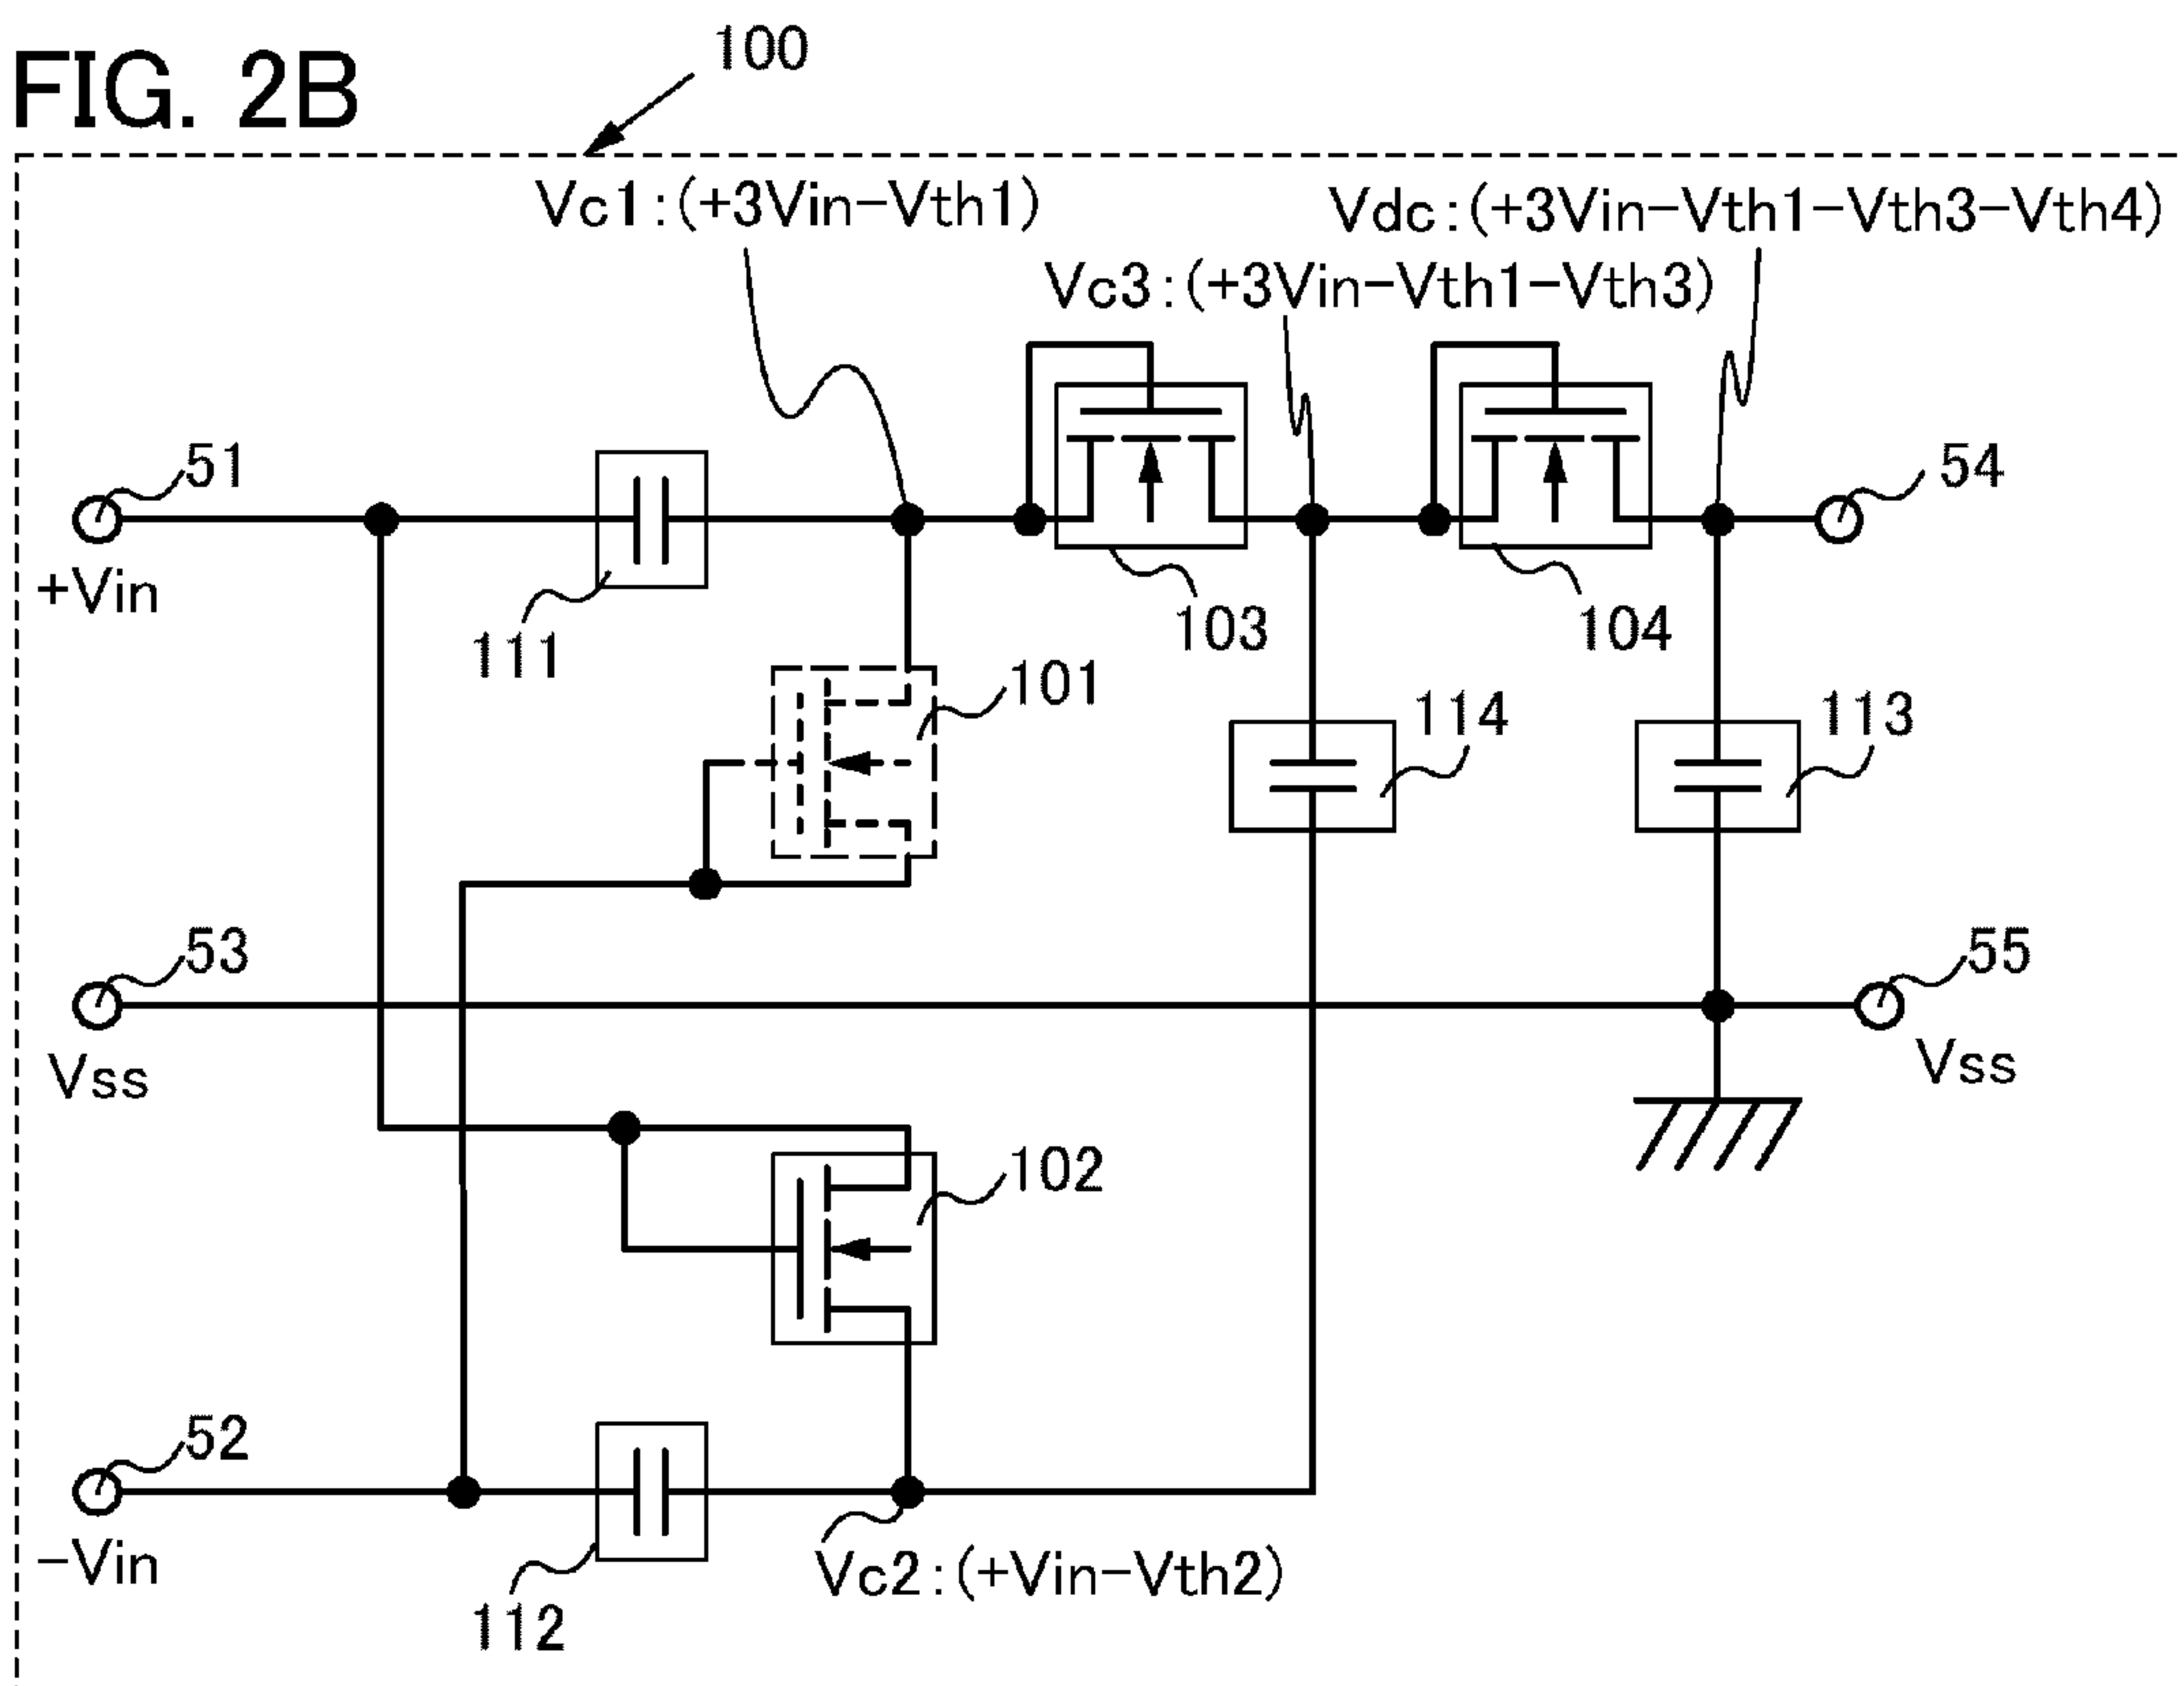 FIG. 2B
100
Vc1:(+3Vin-Vth1)
Vdc:(+3Vin-Vth1-Vth3-Vth4)
Vc3:(+3Vin-Vth1-Vth3)
51
54
+Vin
111
103
104
101
114
113
53
55
Vss
Vss
102
52
-Vin
Vc2:(+Vin-Vth2)
112